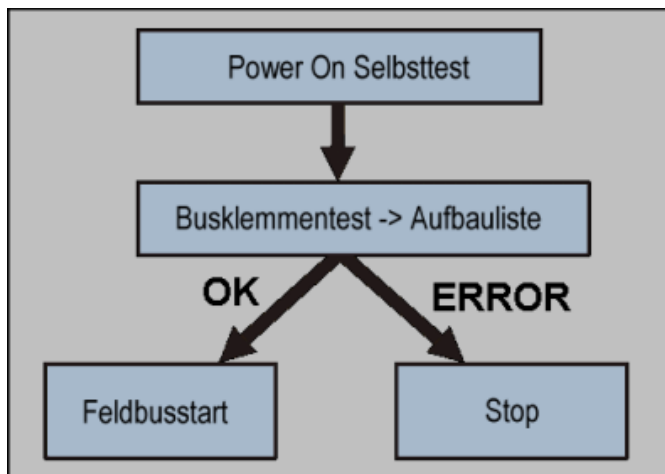 Power On Selbsttest
Busklemmentest -> Aufbauliste
OK
ERROR
Feldbusstart
Stop